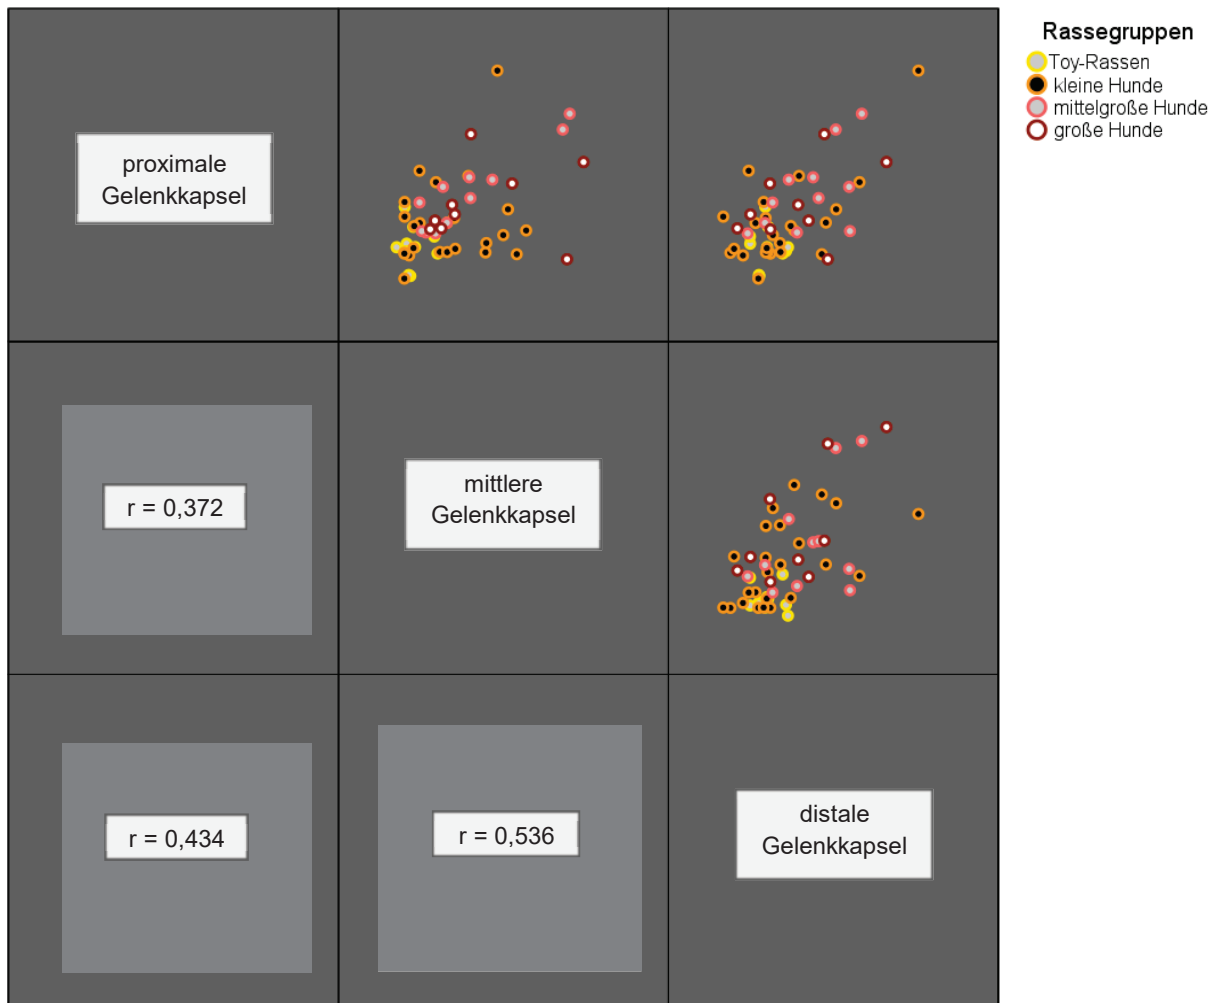 Rassegruppen
Toy-Rassen
kleine Hunde
mittelgroße Hunde
große Hunde
proximale
Gelenkkapsel
r = 0,372
mittlere
Gelenkkapsel
r = 0,434
r = 0,536
distale
Gelenkkapsel